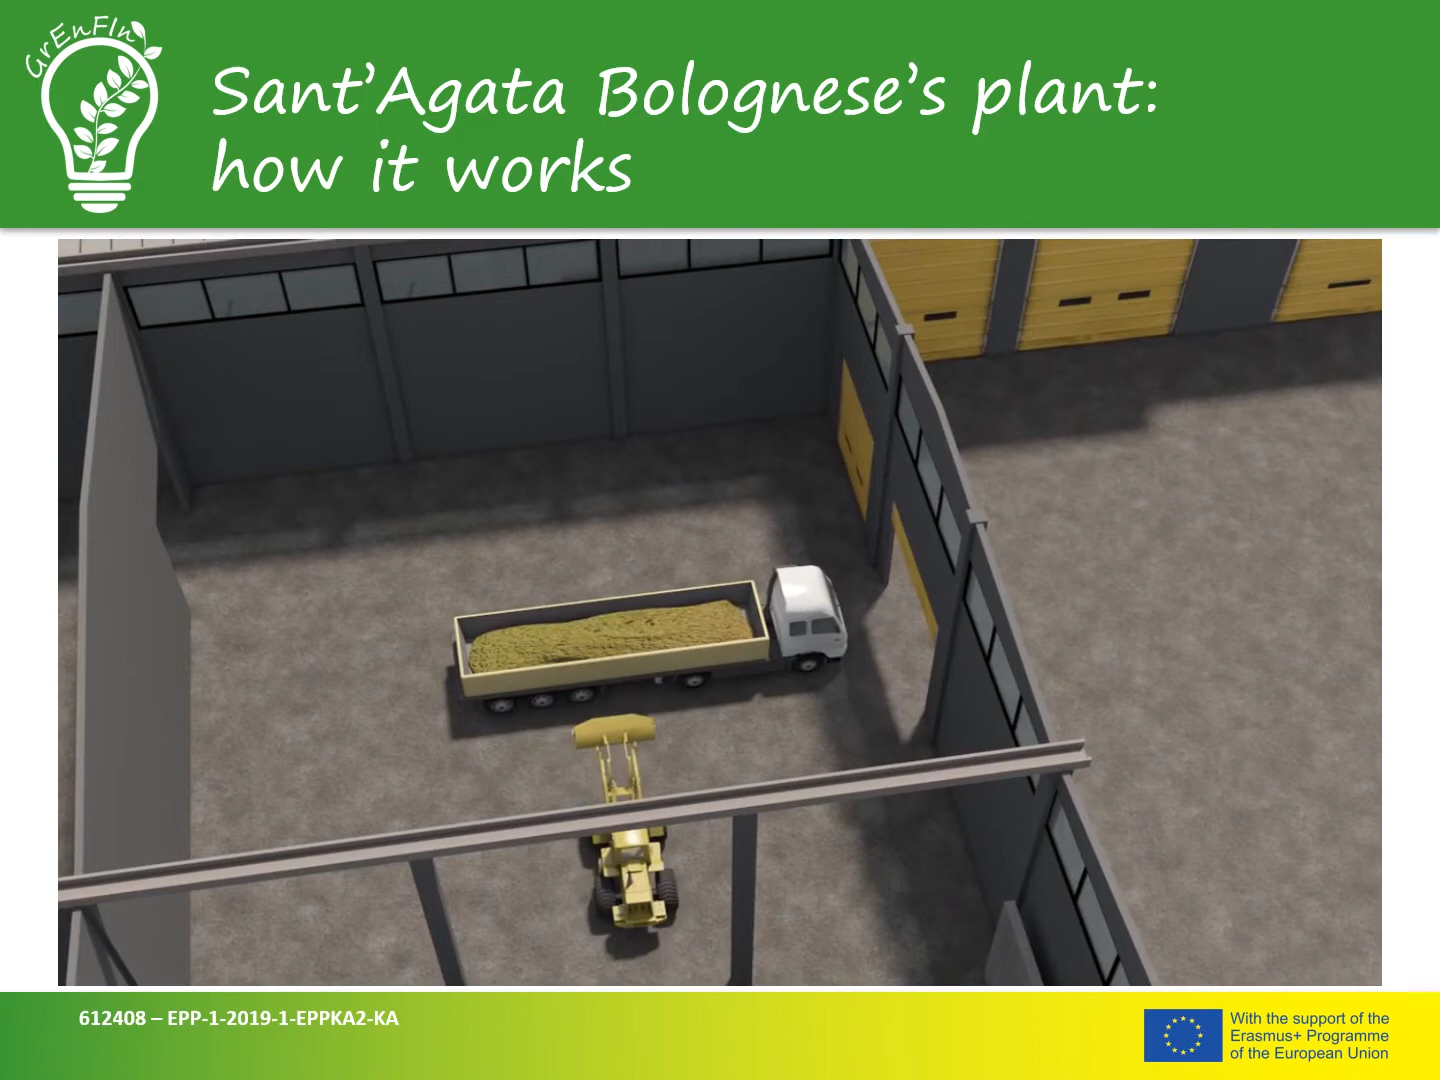 GrEnFIn
Sant’Agata Bolognese’s plant:
how it works
612408 – EPP-1-2019-1-EPPKA2-KA
With the support of the
Erasmus+ Programme
of the European Union